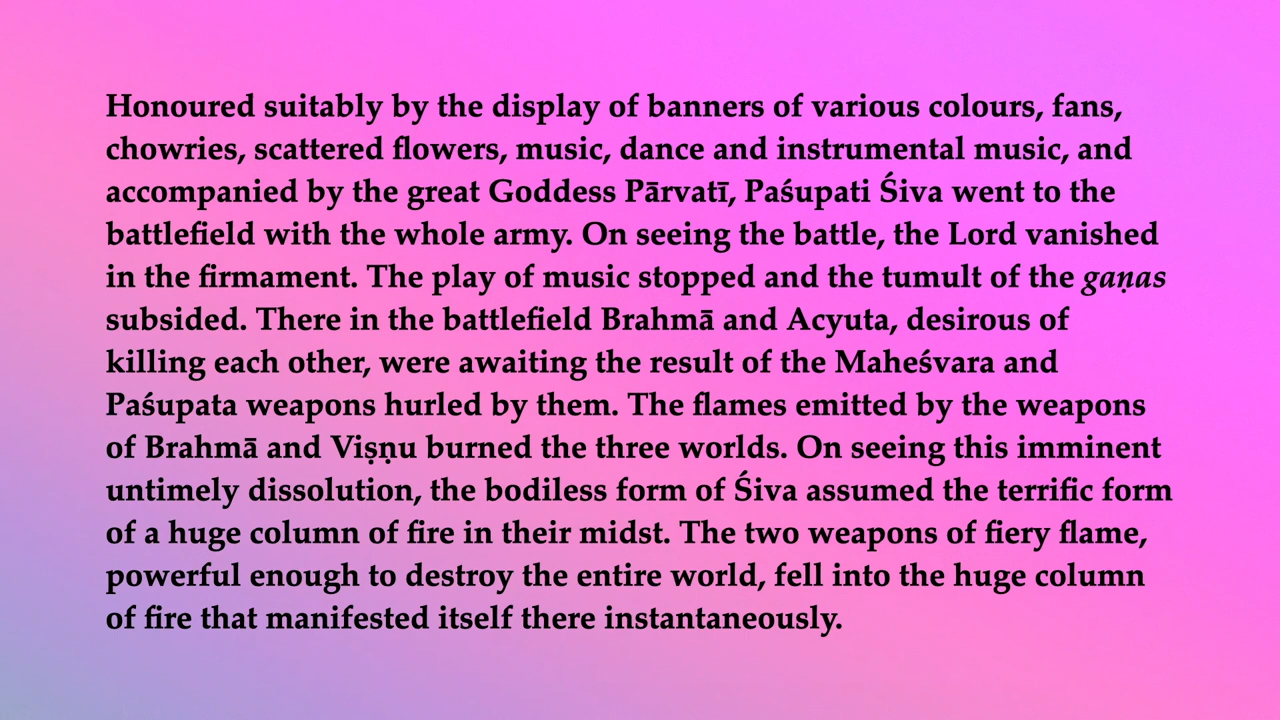 Honoured suitably by the display of banners of various colours, fans,
chowries, scattered flowers, music, dance and instrumental music, and
accompanied by the great Goddess Pārvatī, Paśupati Śiva went to the
battlefield with the whole army. On seeing the battle, the Lord vanished
in the firmament. The play of music stopped and the tumult of the gaṇas
subsided. There in the battlefield Brahmā and Acyuta, desirous of
killing each other, were awaiting the result of the Maheśvara and
Paśupata weapons hurled by them. The flames emitted by the weapons
of Brahmā and Viṣṇu burned the three worlds. On seeing this imminent
untimely dissolution, the bodiless form of Śiva assumed the terrific form
of a huge column of fire in their midst. The two weapons of fiery flame,
powerful enough to destroy the entire world, fell into the huge column
of fire that manifested itself there instantaneously.